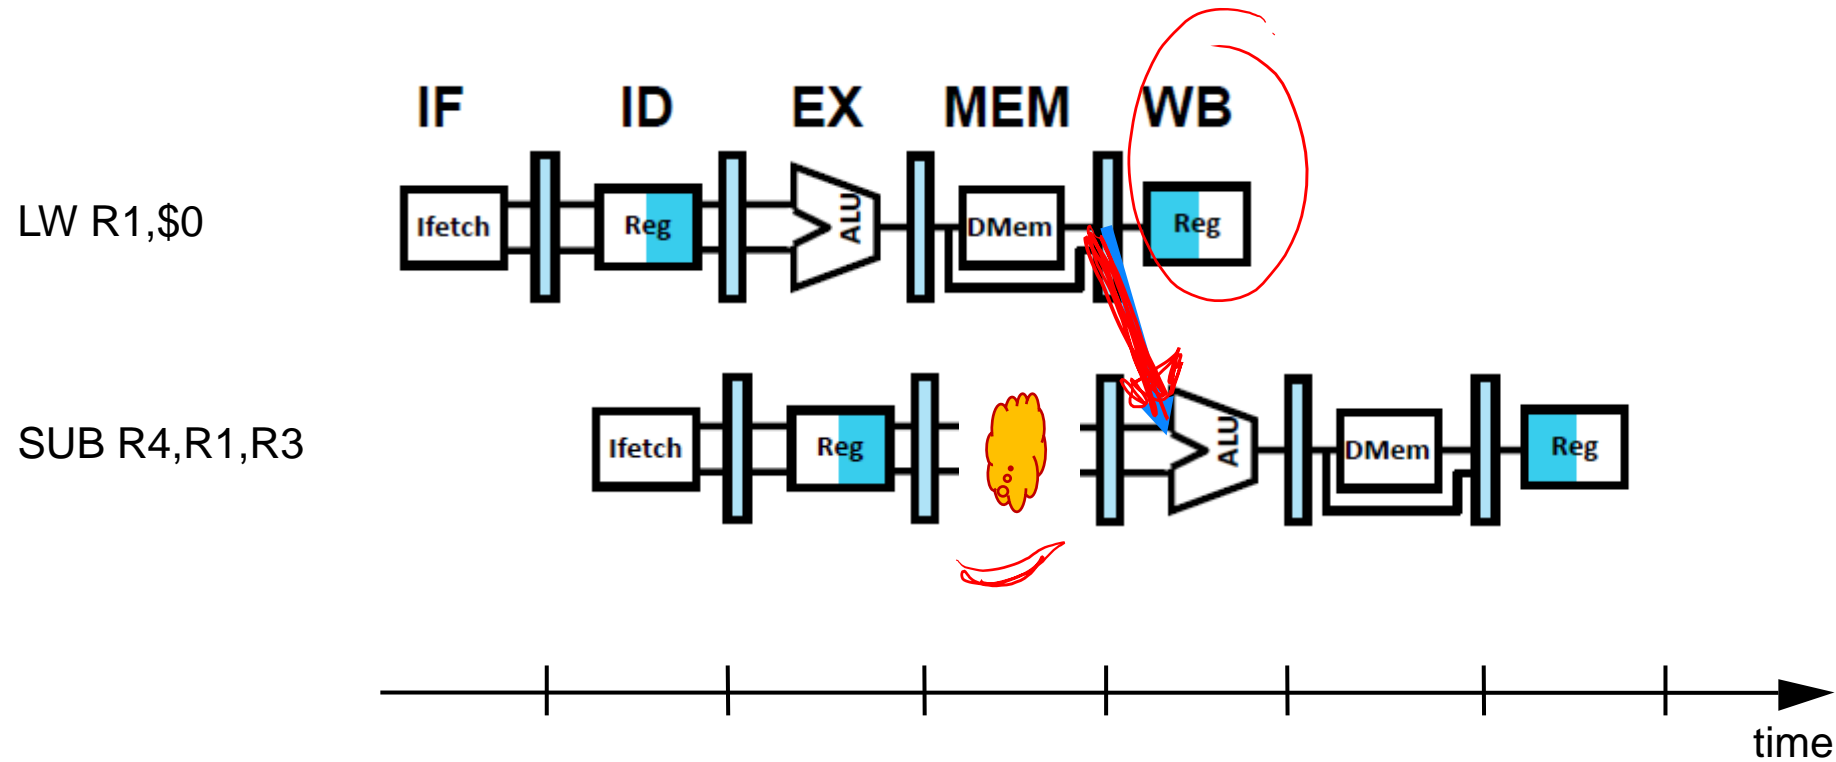 IF ID EX MEM WB
LW R1,$0 Ifetch Reg ALU DMem Reg
SUB R4,R1,R3 Ifetch Reg ALU DMem Reg
time